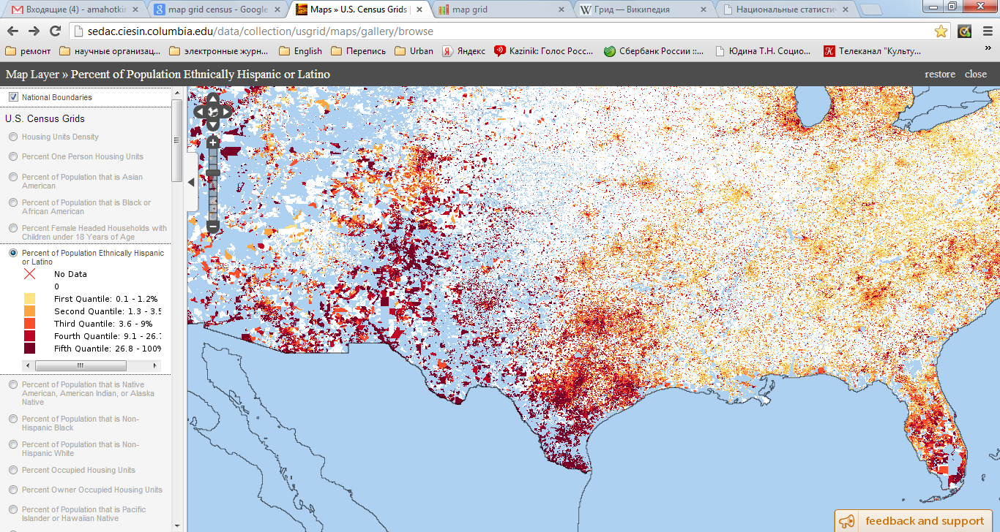 Входящие (4) - amahotkin
map grid census - Google
Maps » U.S. Census Grids |
map grid
Грид — Википедия
Национальные статисти
sedac.ciesin.columbia.edu/data/collection/usgrid/maps/gallery/browse
ремонт
научные организац...
электронные журн...
English
Перепись
Urban
Яндекс
Kazinik: Голос Росс...
Сбербанк России ::...
Юдина Т.Н. Социо...
Телеканал "Культу...
Map Layer » Percent of Population Ethnically Hispanic or Latino
restore
close
National Boundaries
U.S. Census Grids
Housing Units Density
Percent One Person Housing Units
Percent of Population that is Asian
American
Percent of Population that is Black or
African American
Percent Female Headed Households with
Children under 18 Years of Age
Percent of Population Ethnically Hispanic
or Latino
No Data
0
First Quantile: 0.1 - 1.2%
Second Quantile: 1.3 - 3.5
Third Quantile: 3.6 - 9%
Fourth Quantile: 9.1 - 26.7
Fifth Quantile: 26.8 - 100%
Percent of Population that is Native
American, American Indian, or Alaska
Native
Percent of Population that is Non-
Hispanic Black
Percent of Population that is Non-
Hispanic White
Percent Occupied Housing Units
Percent Owner Occupied Housing Units
Percent of Population that is Pacific
Islander or Hawaiian Native
feedback and support